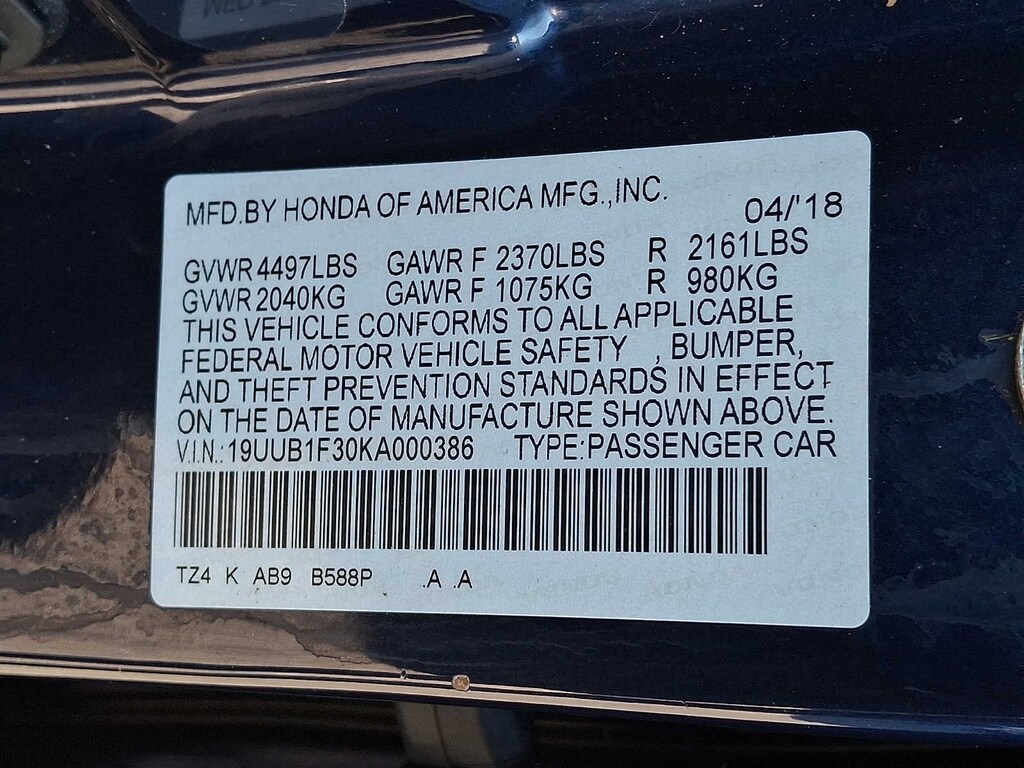 MFD.BY HONDA OF AMERICA MFG.,INC. 04/'18
GVWR 4497LBS GAWR F 2370LBS R 2161LBS
GVWR 2040KG GAWR F 1075KG R 980KG
THIS VEHICLE CONFORMS TO ALL APPLICABLE
FEDERAL MOTOR VEHICLE SAFETY , BUMPER,
AND THEFT PREVENTION STANDARDS IN EFFECT
ON THE DATE OF MANUFACTURE SHOWN ABOVE.
V.I.N.:19UUB1F30KA000386 TYPE:PASSENGER CAR
TZ4 K AB9 B588P .A .A